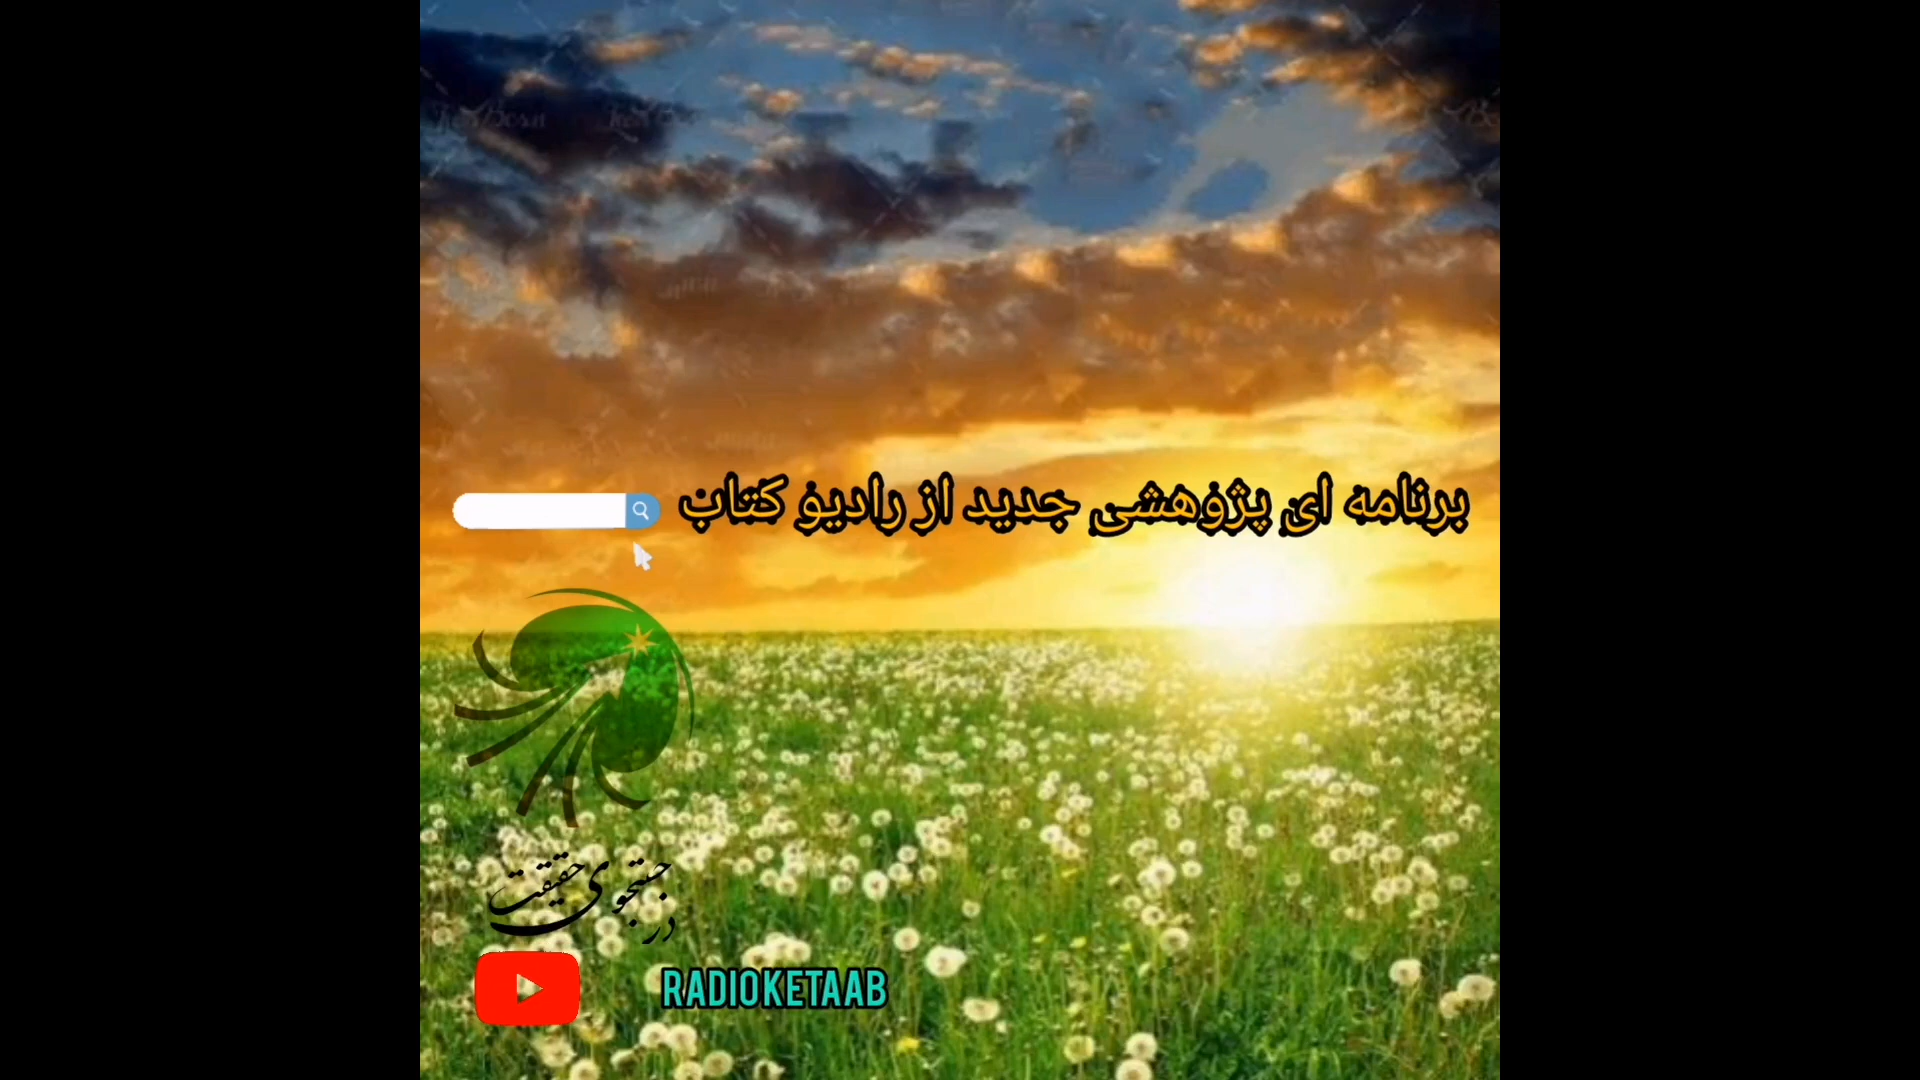 برنامه ای پژوهشی جدید از رادیو کتاب
در جستجوی حقیقت
RADIOKETAAB